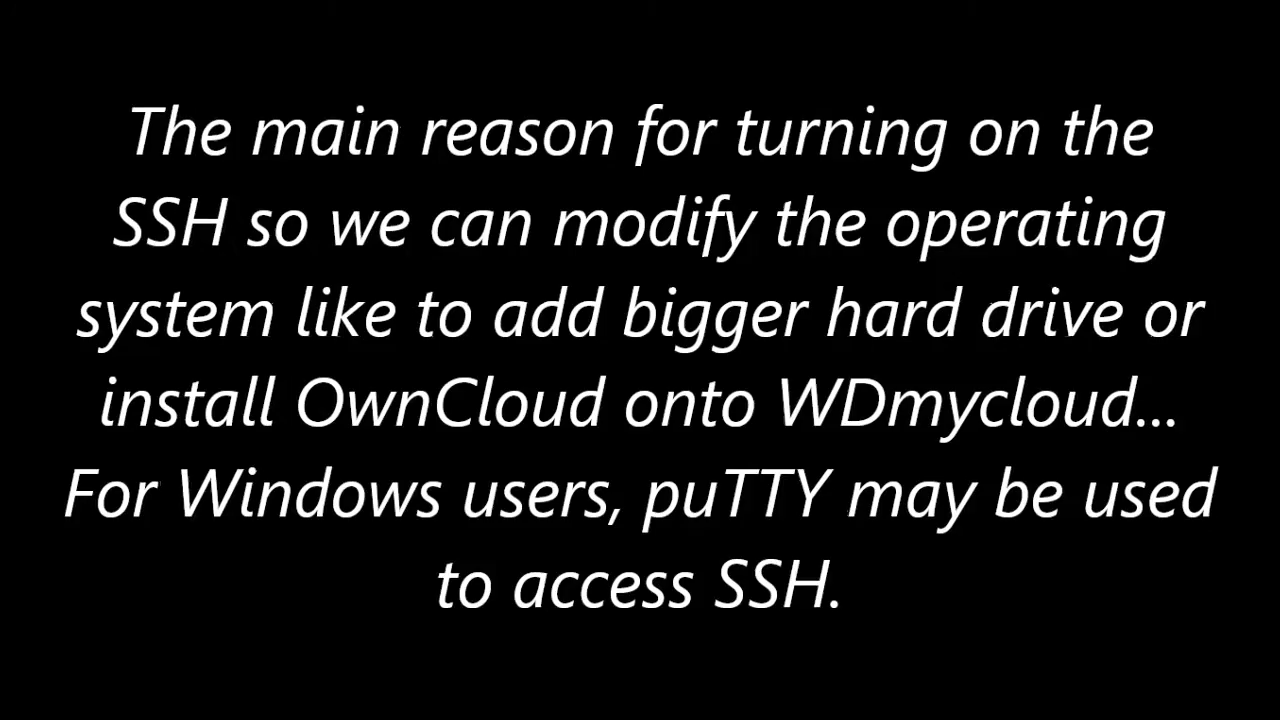 The main reason for turning on the
SSH so we can modify the operating
system like to add bigger hard drive or
install OwnCloud onto WDmycloud...
For Windows users, puTTY may be used
to access SSH.